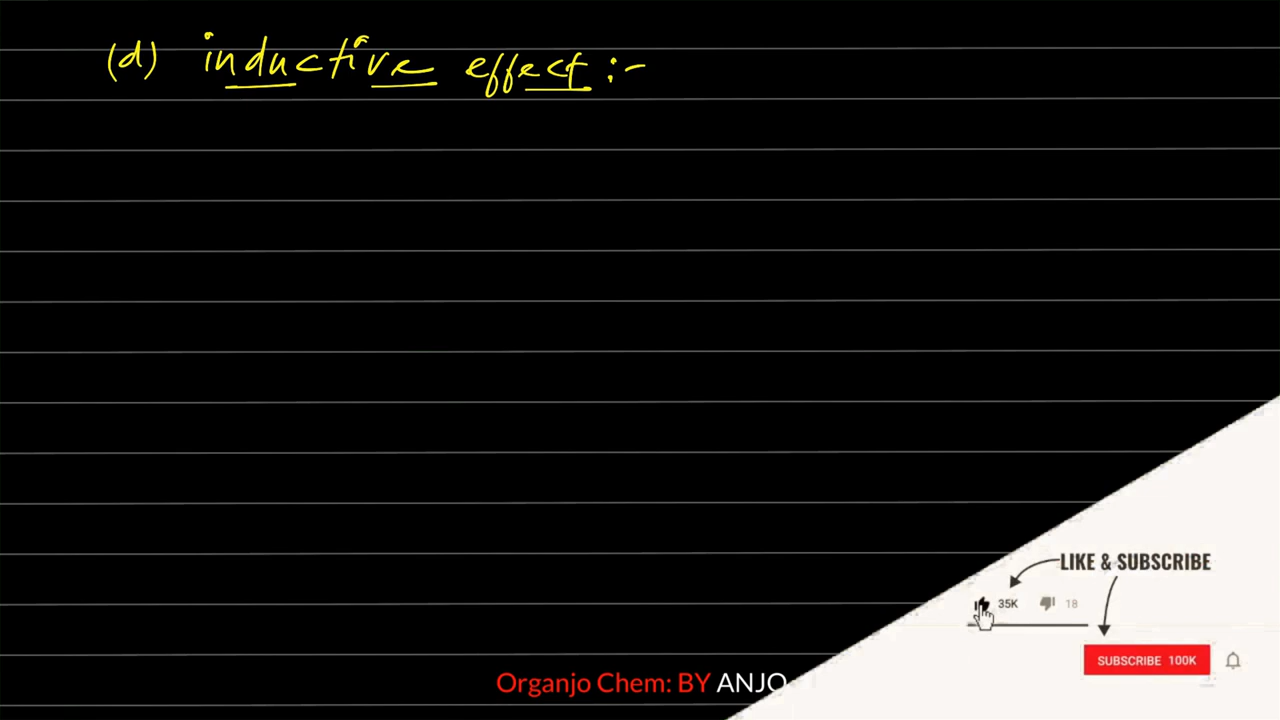 (d) inductive effect :-
LIKE & SUBSCRIBE
35K 18
SUBSCRIBE 100K
Organjo Chem: BY ANJO